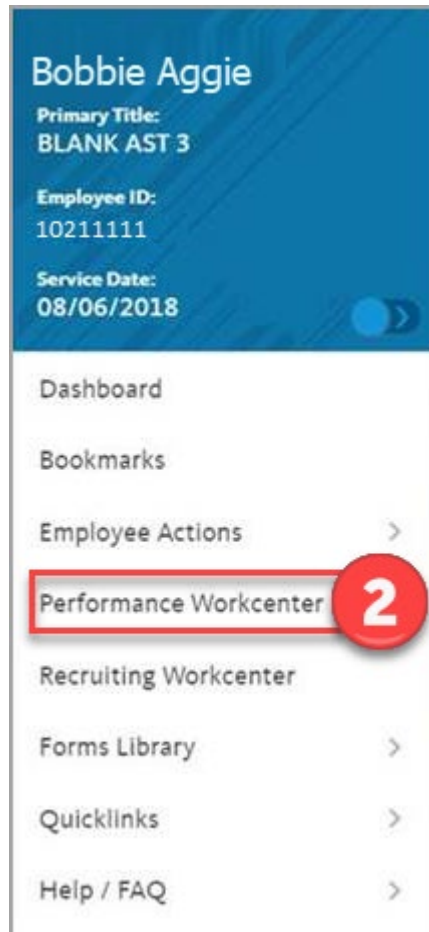 Bobbie Aggie
Primary Title:
BLANK AST 3
Employee ID:
10211111
Service Date:
08/06/2018
Dashboard
Bookmarks
Employee Actions
Performance Workcenter 2
Recruiting Workcenter
Forms Library
Quicklinks
Help / FAQ